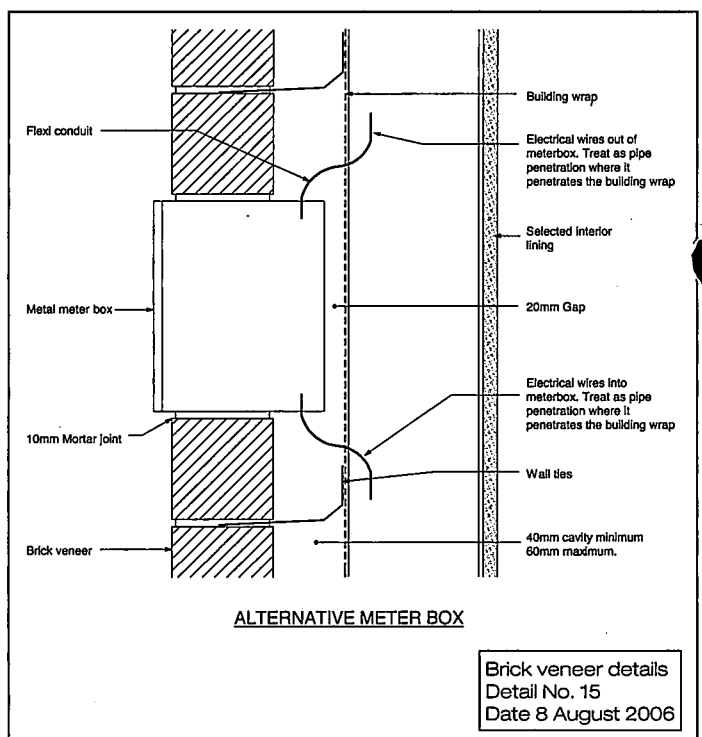 Building wrap
Flexi conduit
Electrical wires out of
meterbox. Treat as pipe
penetration where it
penetrates the building wrap
Selected interior
lining
Metal meter box
20mm Gap
Electrical wires into
meterbox. Treat as pipe
penetration where it
penetrates the building wrap
10mm Mortar joint
Wall ties
Brick veneer
40mm cavity minimum
60mm maximum.
ALTERNATIVE METER BOX
Brick veneer details
Detail No. 15
Date 8 August 2006